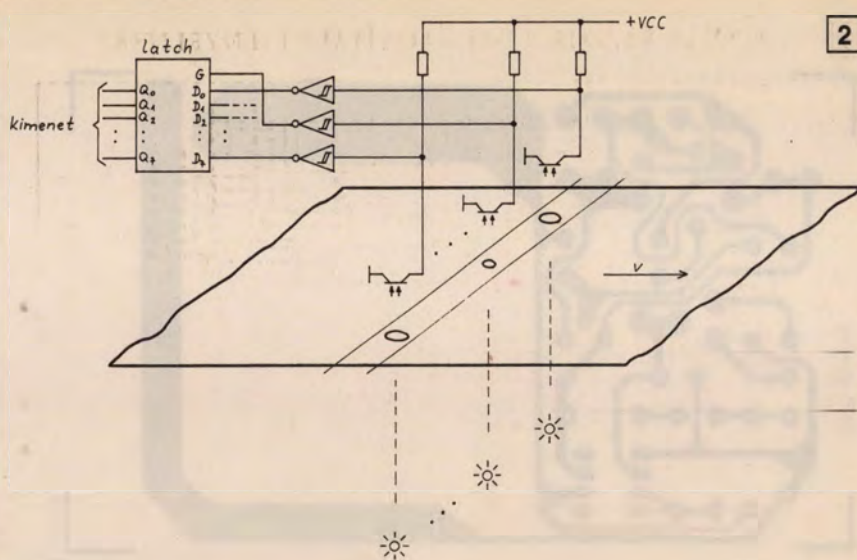 +VCC
2
latch
G
Q0 D0
Q1 D1
kimenet Q2 D2
Q7 D7
v